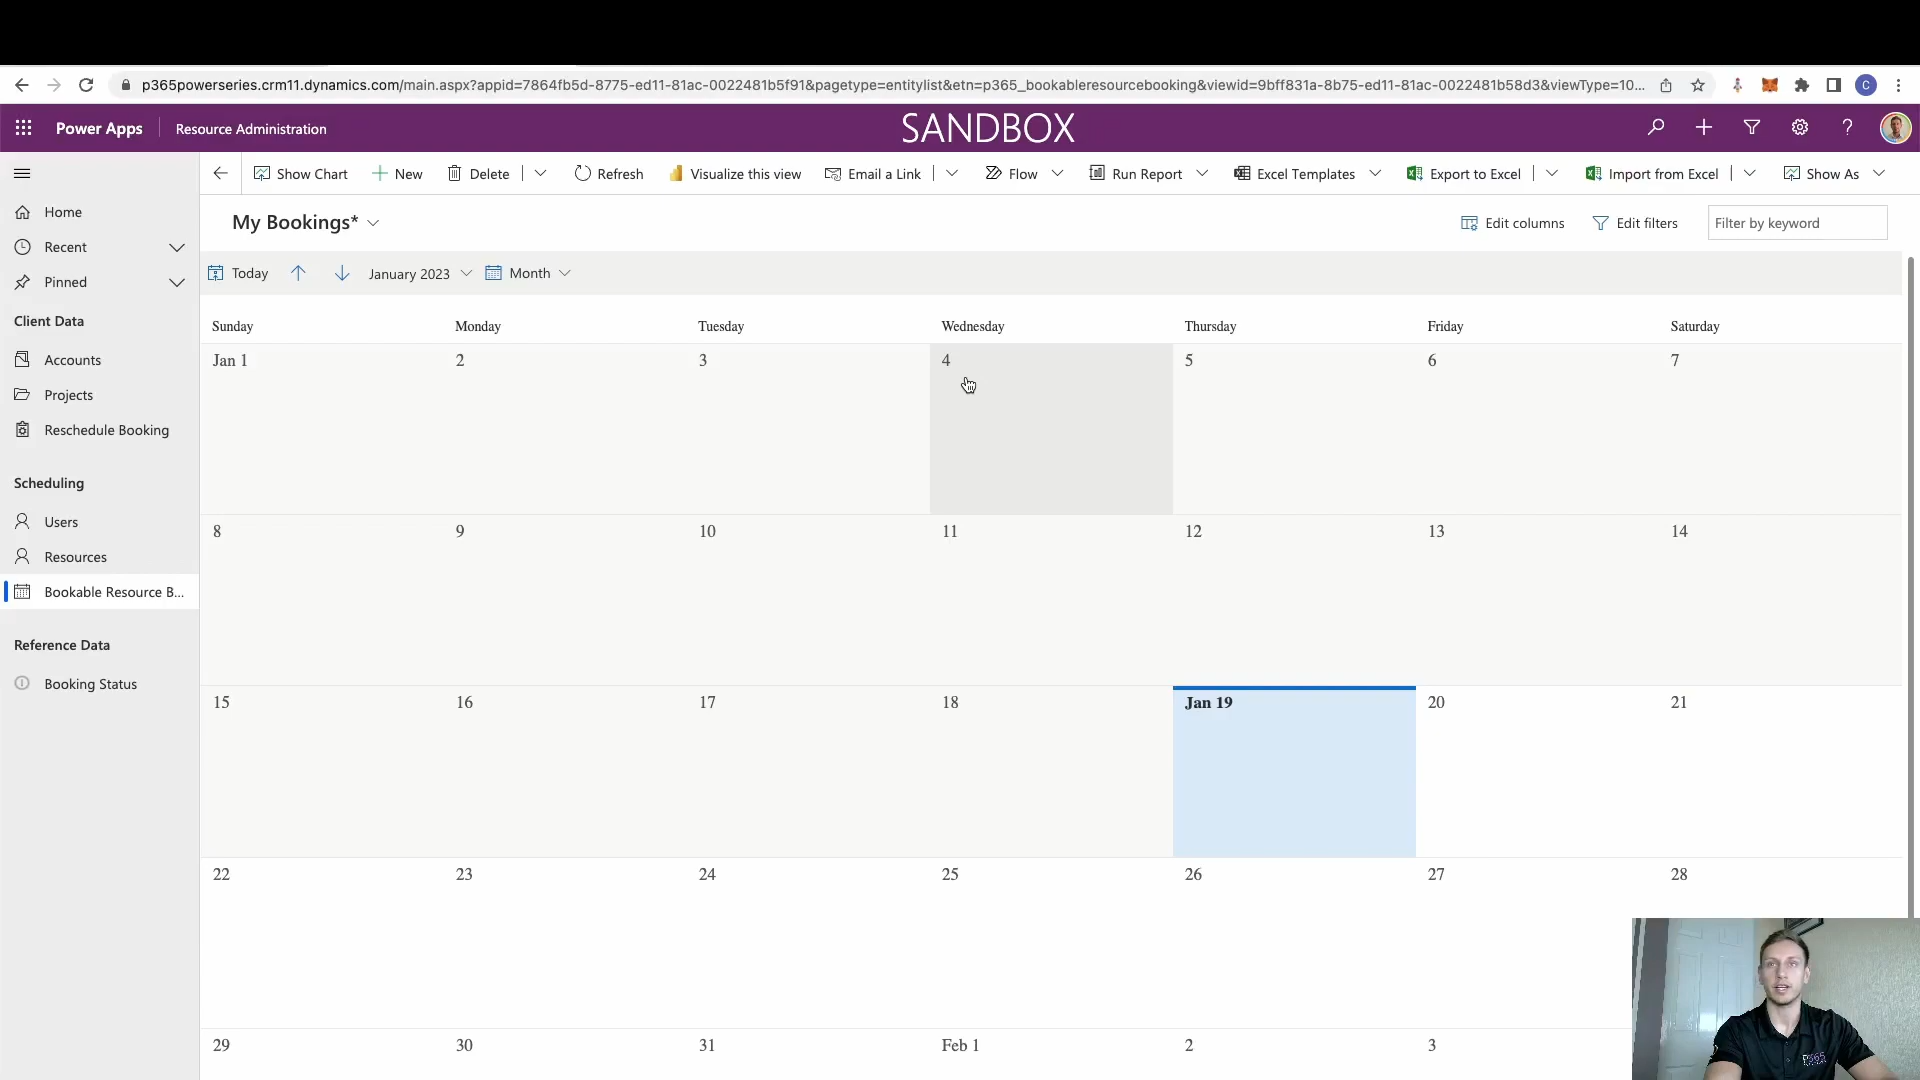 p365powerseries.crm11.dynamics.com/main.aspx?appid=7864fb5d-8775-ed11-81ac-0022481b5f91&pagetype=entitylist&etn=p365_bookableresourcebooking&viewid=9bff831a-8b75-ed11-81ac-0022481b58d3&viewType=10...
C
Power Apps
Resource Administration
SANDBOX
Show Chart
New
Delete
Refresh
Visualize this view
Email a Link
Flow
Run Report
Excel Templates
Export to Excel
Import from Excel
Show As
Home
Recent
Pinned
Client Data
Accounts
Projects
Reschedule Booking
Scheduling
Users
Resources
Bookable Resource B...
Reference Data
Booking Status
My Bookings*
Edit columns
Edit filters
Filter by keyword
Today
January 2023
Month
Sunday Monday Tuesday Wednesday Thursday Friday Saturday
Jan 1 2 3 4 5 6 7
8 9 10 11 12 13 14
15 16 17 18 Jan 19 20 21
22 23 24 25 26 27 28
29 30 31 Feb 1 2 3
P365